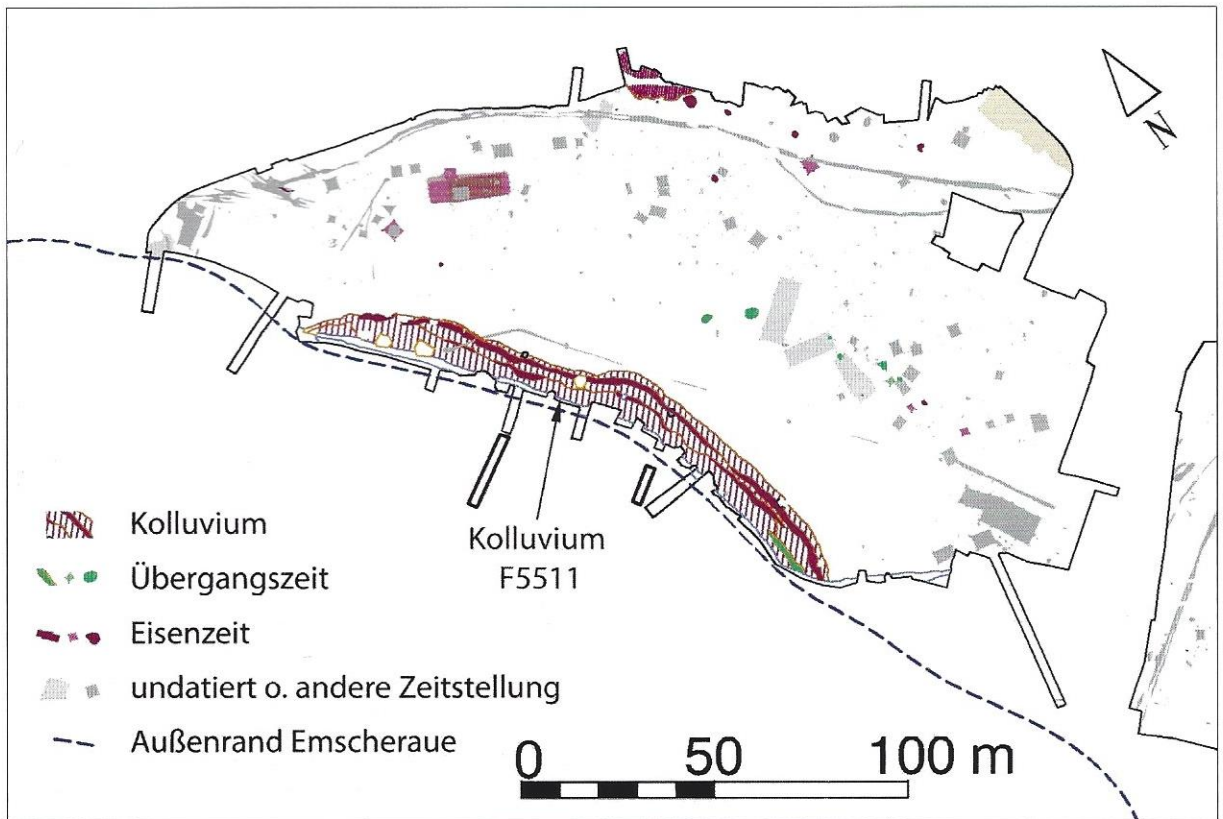 N
Kolluvium
Übergangszeit
Eisenzeit
undatiert o. andere Zeitstellung
Außenrand Emscheraue
Kolluvium
F5511
0 50 100 m